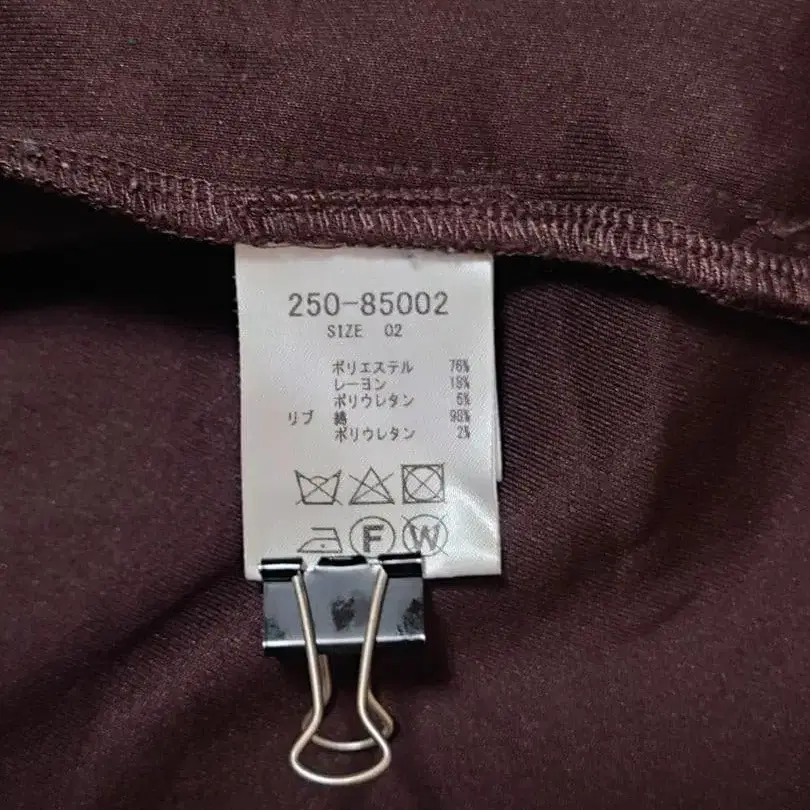 250-85002
SIZE 02
ポリエステル 76%
レーヨン 19%
ポリウレタン 5%
リブ 綿 98%
ポリウレタン 2%
F W